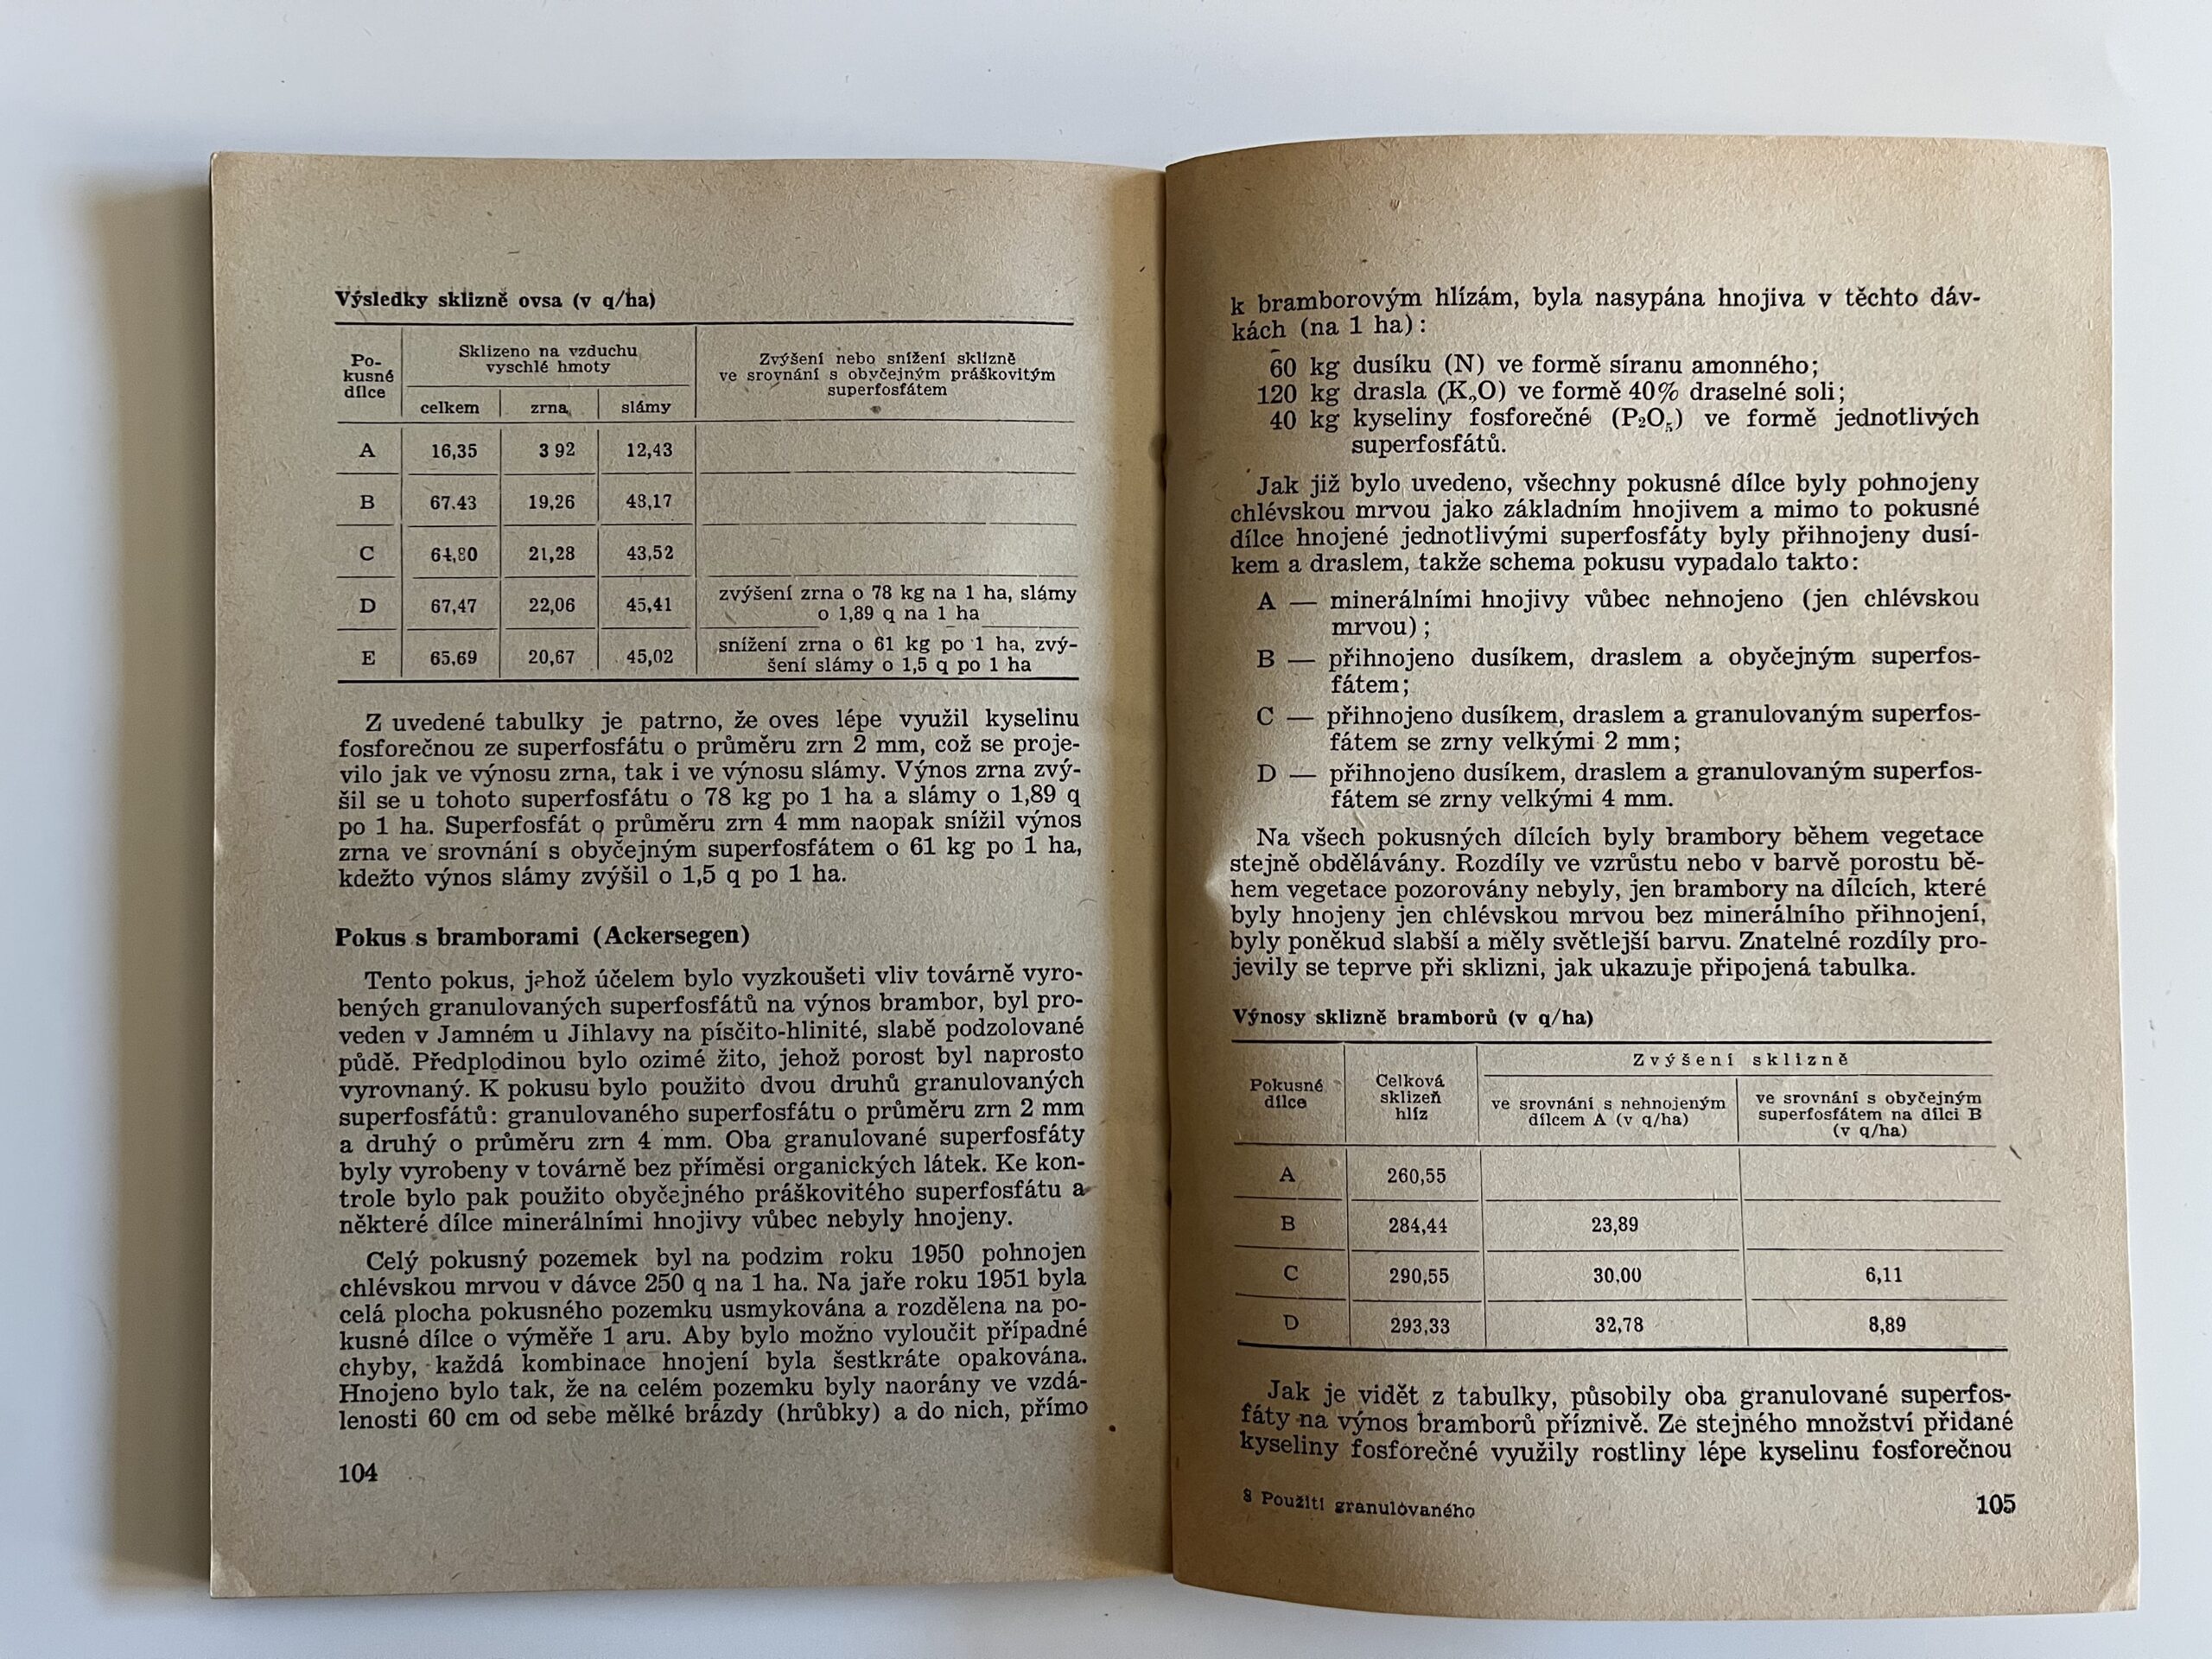 Výsledky sklizně ovsa (v q/ha)
Po-
kusné
dílce
Sklizeno na vzduchu
vyschlé hmoty
Zvýšení nebo snížení sklizně
ve srovnání s obyčejným práškovitým
superfosfátem
celkem zrna slámy
A 16,35 3 92 12,43
B 67.43 19,26 48,17
C 64,80 21,28 43,52
D 67,47 22,06 45,41 zvýšení zrna o 78 kg na 1 ha, slámy
o 1,89 q na 1 ha
E 65.69 20,67 45,02 snížení zrna o 61 kg po 1 ha, zvý-
šení slámy o 1,5 q po 1 ha
Z uvedené tabulky je patrno, že oves lépe využil kyselinu
fosforečnou ze superfosfátu o průměru zrn 2 mm, což se proje-
vilo jak ve výnosu zrna, tak i ve výnosu slámy. Výnos zrna zvý-
šil se u tohoto superfosfátu o 78 kg po 1 ha a slámy o 1,89 q
po 1 ha. Superfosfát o průměru zrn 4 mm naopak snížil výnos
zrna ve srovnání s obyčejným superfosfátem o 61 kg po 1 ha,
kdežto výnos slámy zvýšil o 1,5 q po 1 ha.
Pokus s bramborami (Ackersegen)
Tento pokus, jehož účelem bylo vyzkoušeti vliv továrně vyro-
bených granulovaných superfosfátů na výnos brambor, byl pro-
veden v Jamném u Jihlavy na písčito-hlinité, slabě podzolované
půdě. Předplodinou bylo ozimé žito, jehož porost byl naprosto
vyrovnaný. K pokusu bylo použito dvou druhů granulovaných
superfosfátů: granulovaného superfosfátu o průměru zrn 2 mm
a druhý o průměru zrn 4 mm. Oba granulované superfosfáty
byly vyrobeny v továrně bez příměsi organických látek. Ke kon-
trole bylo pak použito obyčejného práškovitého superfosfátu a
některé dílce minerálními hnojivy vůbec nebyly hnojeny.
Celý pokusný pozemek byl na podzim roku 1950 pohnojen
chlévskou mrvou v dávce 250 q na 1 ha. Na jaře roku 1951 byla
celá plocha pokusného pozemku usmykována a rozdělena na po-
kusné dílce o výměře 1 aru. Aby bylo možno vyloučit případné
chyby, každá kombinace hnojení byla šestkráte opakována.
Hnojeno bylo tak, že na celém pozemku byly naorány ve vzdá-
lenosti 60 cm od sebe mělké brázdy (hrůbky) a do nich, přímo
104
k bramborovým hlízám, byla nasypána hnojiva v těchto dáv-
kách (na 1 ha):
60 kg dusíku (N) ve formě síranu amonného;
120 kg drasla (K₂O) ve formě 40% draselné soli;
40 kg kyseliny fosforečné (P₂O₅) ve formě jednotlivých
superfosfátů.
Jak již bylo uvedeno, všechny pokusné dílce byly pohnojeny
chlévskou mrvou jako základním hnojivem a mimo to pokusné
dílce hnojené jednotlivými superfosfáty byly přihnojeny dusí-
kem a draslem, takže schema pokusu vypadalo takto:
A — minerálními hnojivy vůbec nehnojeno (jen chlévskou
mrvou);
B — přihnojeno dusíkem, draslem a obyčejným superfos-
fátem;
C — přihnojeno dusíkem, draslem a granulovaným superfos-
fátem se zrny velkými 2 mm;
D — přihnojeno dusíkem, draslem a granulovaným superfos-
fátem se zrny velkými 4 mm.
Na všech pokusných dílcích byly brambory během vegetace
stejně obdělávány. Rozdíly ve vzrůstu nebo v barvě porostu bě-
hem vegetace pozorovány nebyly, jen brambory na dílcích, které
byly hnojeny jen chlévskou mrvou bez minerálního přihnojení,
byly poněkud slabší a měly světlejší barvu. Znatelné rozdíly pro-
jevily se teprve při sklizni, jak ukazuje připojená tabulka.
Výnosy sklizně bramborů (v q/ha)
Pokusné
dílce
Celková
sklizeň
hlíz
Zvýšení sklizně
ve srovnání s nehnojeným
dílcem A (v q/ha)
ve srovnání s obyčejným
superfosfátem na dílci B
(v q/ha)
A 260,55
B 284,44 23,89
C 290,55 30.00 6,11
D 293,33 32,78 8,89
Jak je vidět z tabulky, působily oba granulované superfos-
fáty na výnos bramborů příznivě. Ze stejného množství přidané
kyseliny fosforečné využily rostliny lépe kyselinu fosforečnou
8 Použití granulovaného
105